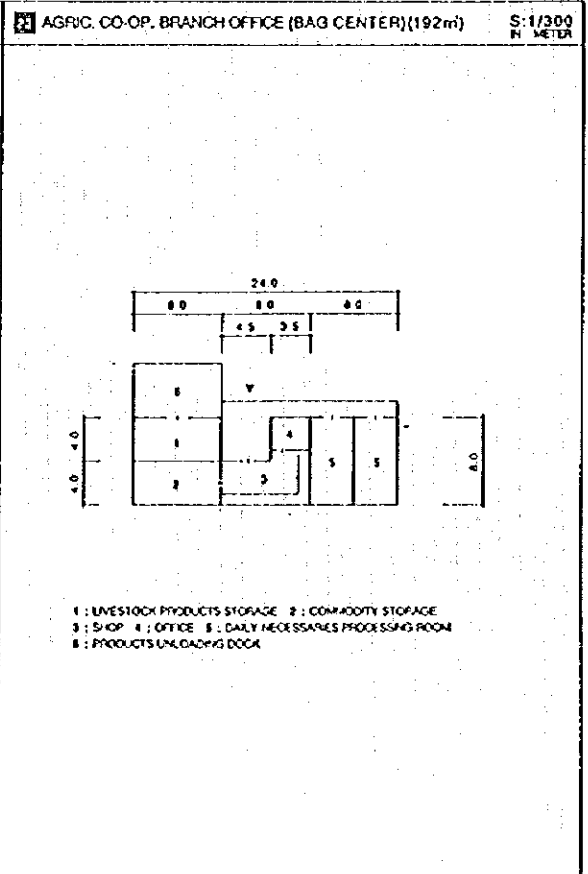 21 AGRIC. CO-OP. BRANCH OFFICE (BAG CENTER)(192㎡) S:1/300
IN METER
24.0
8.0 8.0 8.0
4.5 3.5
6
4.0 1 4 5 5 8.0
4.0 2 3
1 : LIVESTOCK PRODUCTS STORAGE 2 : COMMODITY STORAGE
3 : SHOP 4 : OFFICE 5 : DAILY NECESSARIES PROCESSING ROOM
6 : PRODUCTS UNLOADING DOCK